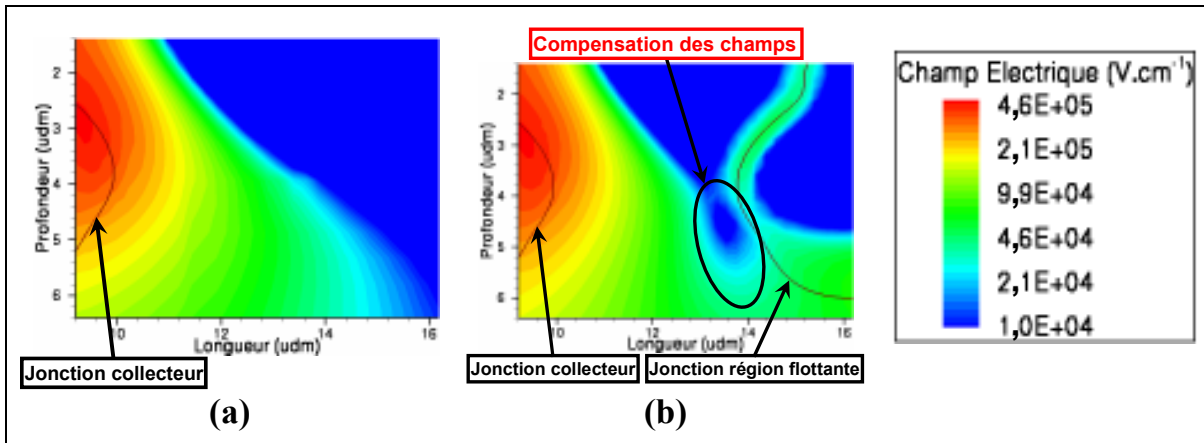 Profondeur (udm)
2
3
4
5
6
10
12
14
16
Longueur (udm)
Jonction collecteur
(a)
Compensation des champs
Profondeur (udm)
2
3
4
5
6
10
12
14
16
Longueur (udm)
Jonction collecteur
Jonction région flottante
(b)
Champ Electrique (V.cm⁻¹)
4,6E+05
2,1E+05
9,9E+04
4,6E+04
2,1E+04
1,0E+04